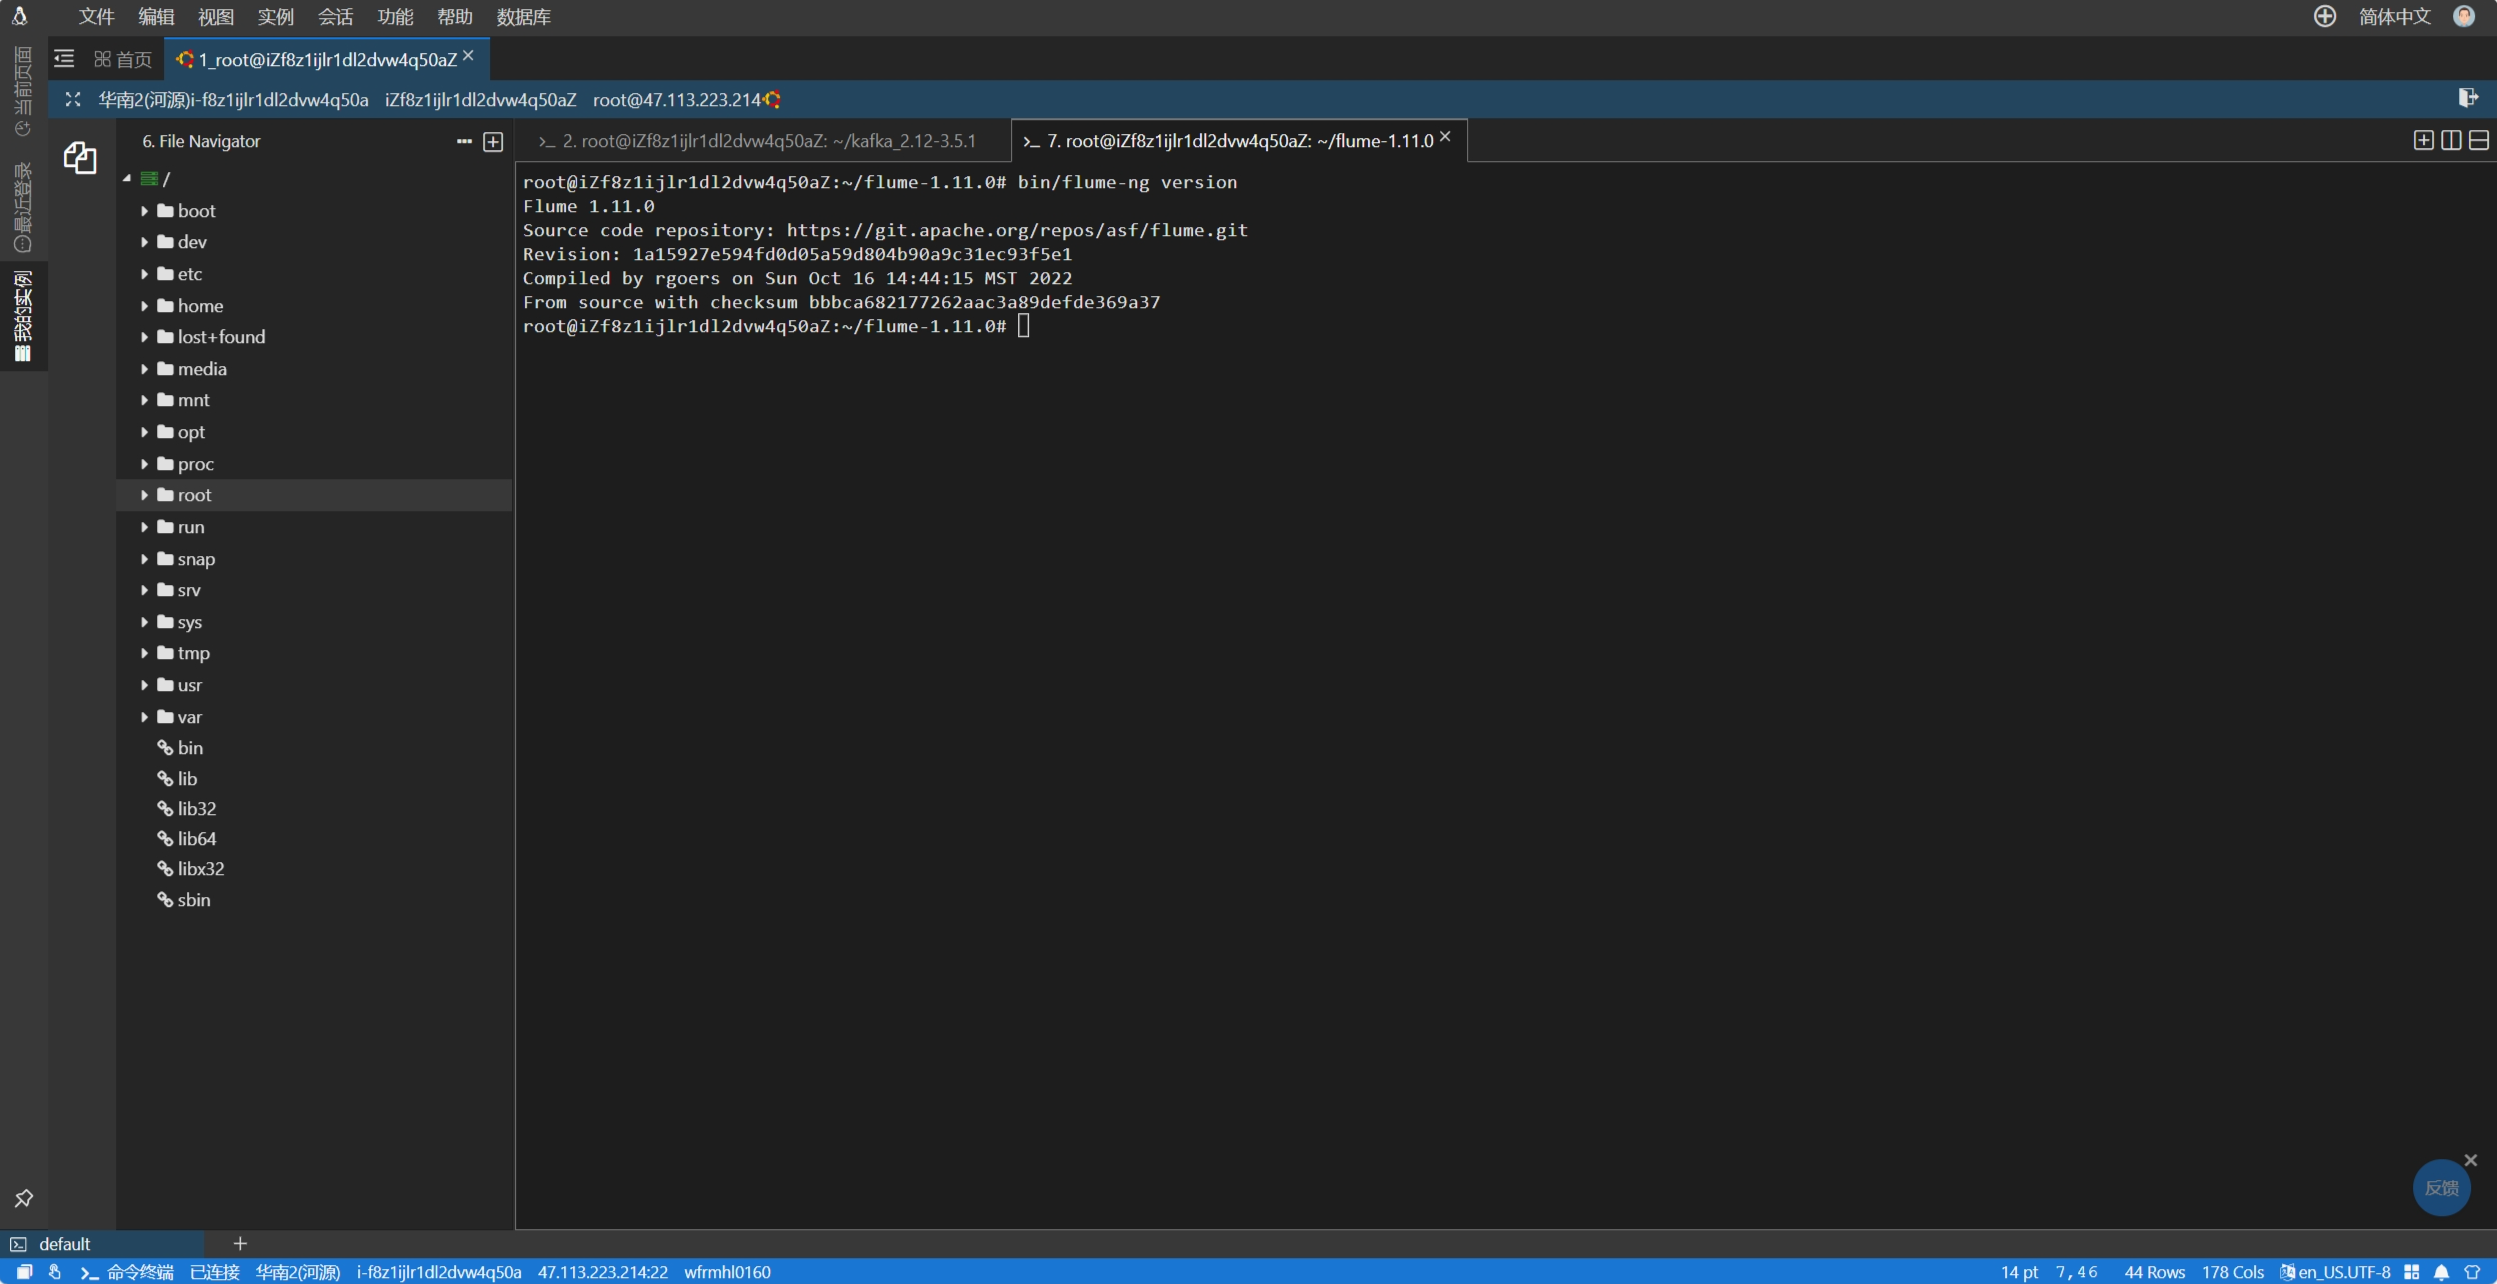 文件 编辑 视图 实例 会话 功能 帮助 数据库 简体中文
首页 1_root@iZf8z1ijlr1dl2dvw4q50aZ
华南2(河源)i-f8z1ijlr1dl2dvw4q50a iZf8z1ijlr1dl2dvw4q50aZ root@47.113.223.214
当前页面
最近登录
我的实例
6. File Navigator
/
boot
dev
etc
home
lost+found
media
mnt
opt
proc
root
run
snap
srv
sys
tmp
usr
var
bin
lib
lib32
lib64
libx32
sbin
>_ 2. root@iZf8z1ijlr1dl2dvw4q50aZ: ~/kafka_2.12-3.5.1
>_ 7. root@iZf8z1ijlr1dl2dvw4q50aZ: ~/flume-1.11.0
root@iZf8z1ijlr1dl2dvw4q50aZ:~/flume-1.11.0# bin/flume-ng version
Flume 1.11.0
Source code repository: https://git.apache.org/repos/asf/flume.git
Revision: 1a15927e594fd0d05a59d804b90a9c31ec93f5e1
Compiled by rgoers on Sun Oct 16 14:44:15 MST 2022
From source with checksum bbbca682177262aac3a89defde369a37
root@iZf8z1ijlr1dl2dvw4q50aZ:~/flume-1.11.0#
反馈
default
命令终端 已连接 华南2(河源) i-f8z1ijlr1dl2dvw4q50a 47.113.223.214:22 wfrmhl0160 14 pt 7,46 44 Rows 178 Cols en_US.UTF-8